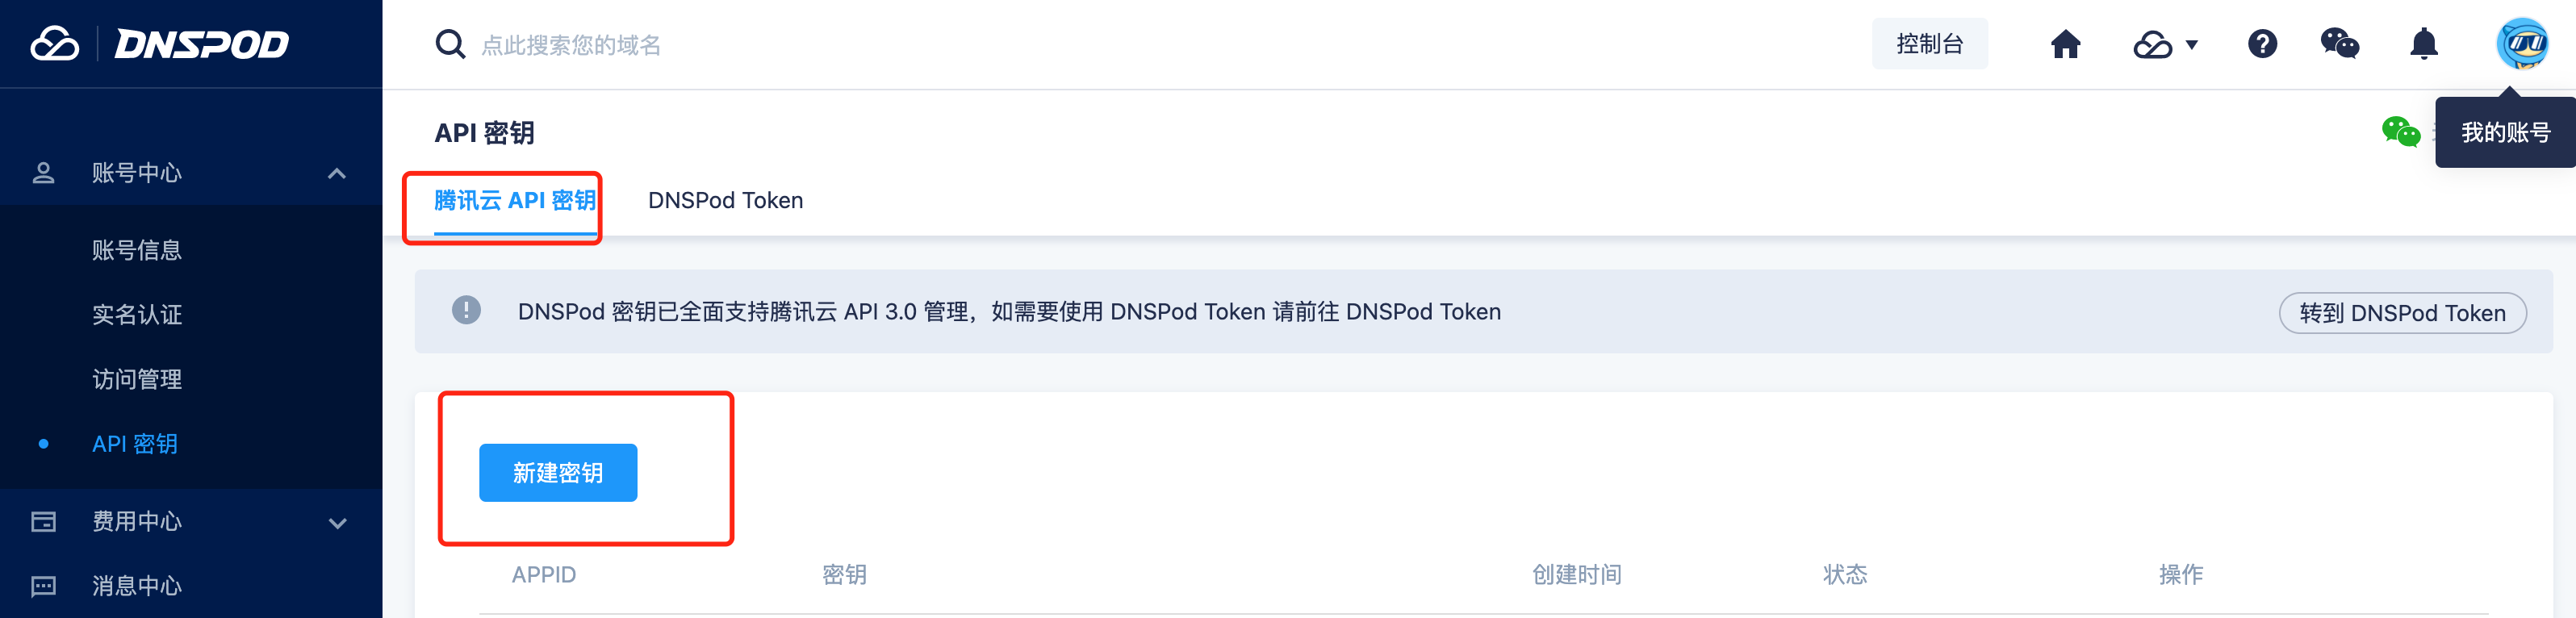 DNSPOD
点此搜索您的域名
控制台
API 密钥
我的账号
账号中心
腾讯云 API 密钥
DNSPod Token
账号信息
实名认证
DNSPod 密钥已全面支持腾讯云 API 3.0 管理，如需要使用 DNSPod Token 请前往 DNSPod Token
转到 DNSPod Token
访问管理
API 密钥
新建密钥
费用中心
消息中心
APPID
密钥
创建时间
状态
操作